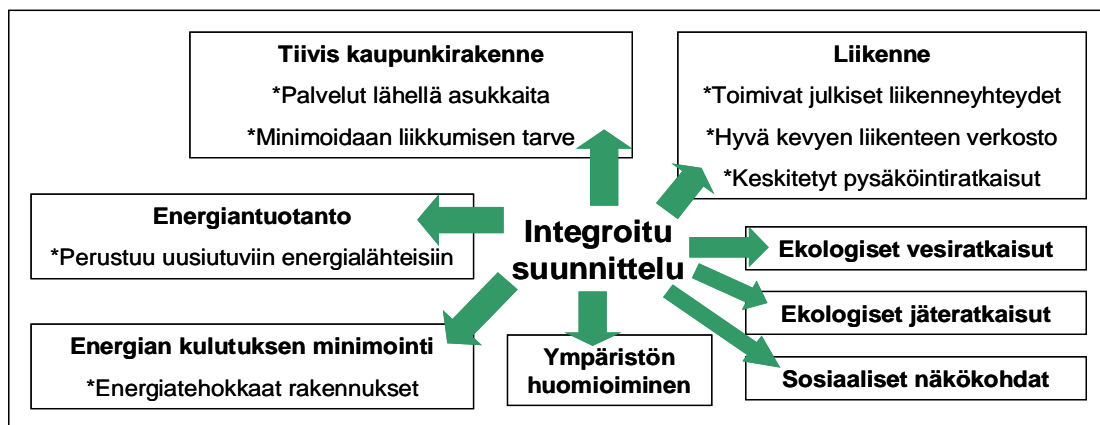 Tiivis kaupunkirakenne
*Palvelut lähellä asukkaita
*Minimoidaan liikkumisen tarve
Liikenne
*Toimivat julkiset liikenneyhteydet
*Hyvä kevyen liikenteen verkosto
*Keskitetyt pysäköintiratkaisut
Energiantuotanto
*Perustuu uusiutuviin energialähteisiin
Integroitu
suunnittelu
Ekologiset vesiratkaisut
Ekologiset jäteratkaisut
Sosiaaliset näkökohdat
Energian kulutuksen minimointi
*Energiatehokkaat rakennukset
Ympäristön
huomioiminen